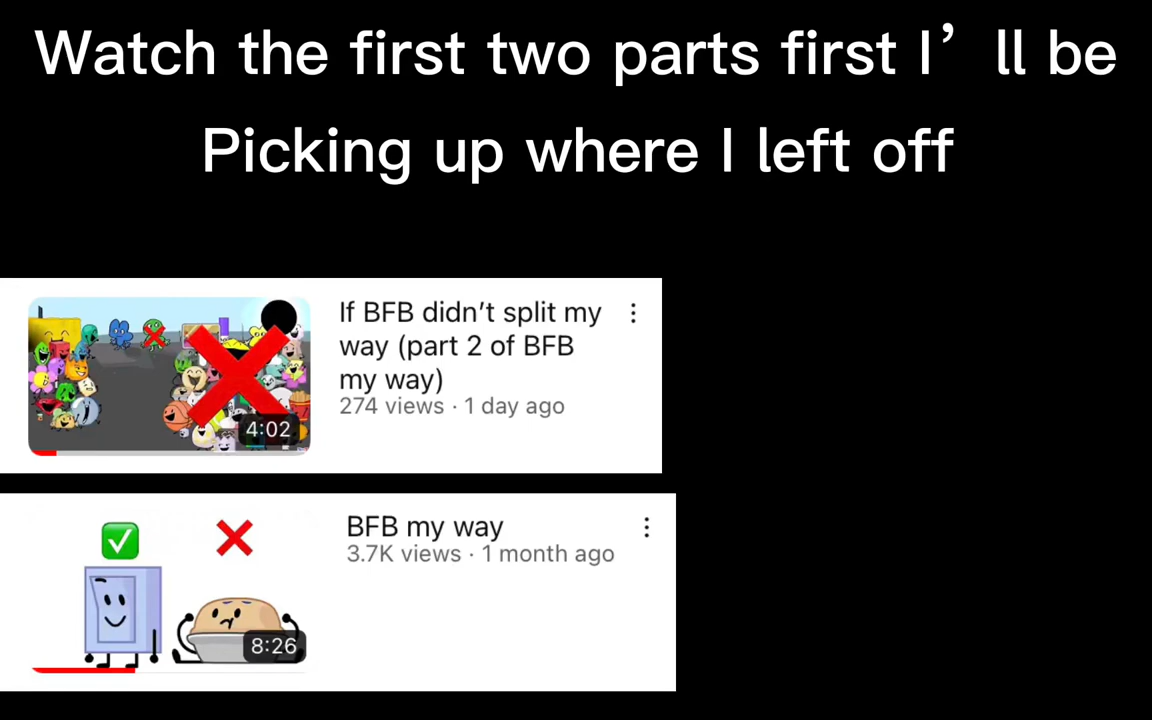 Watch the first two parts first I’ll be
Picking up where I left off
If BFB didn’t split my
way (part 2 of BFB
my way)
274 views · 1 day ago
4:02
BFB my way
3.7K views · 1 month ago
8:26